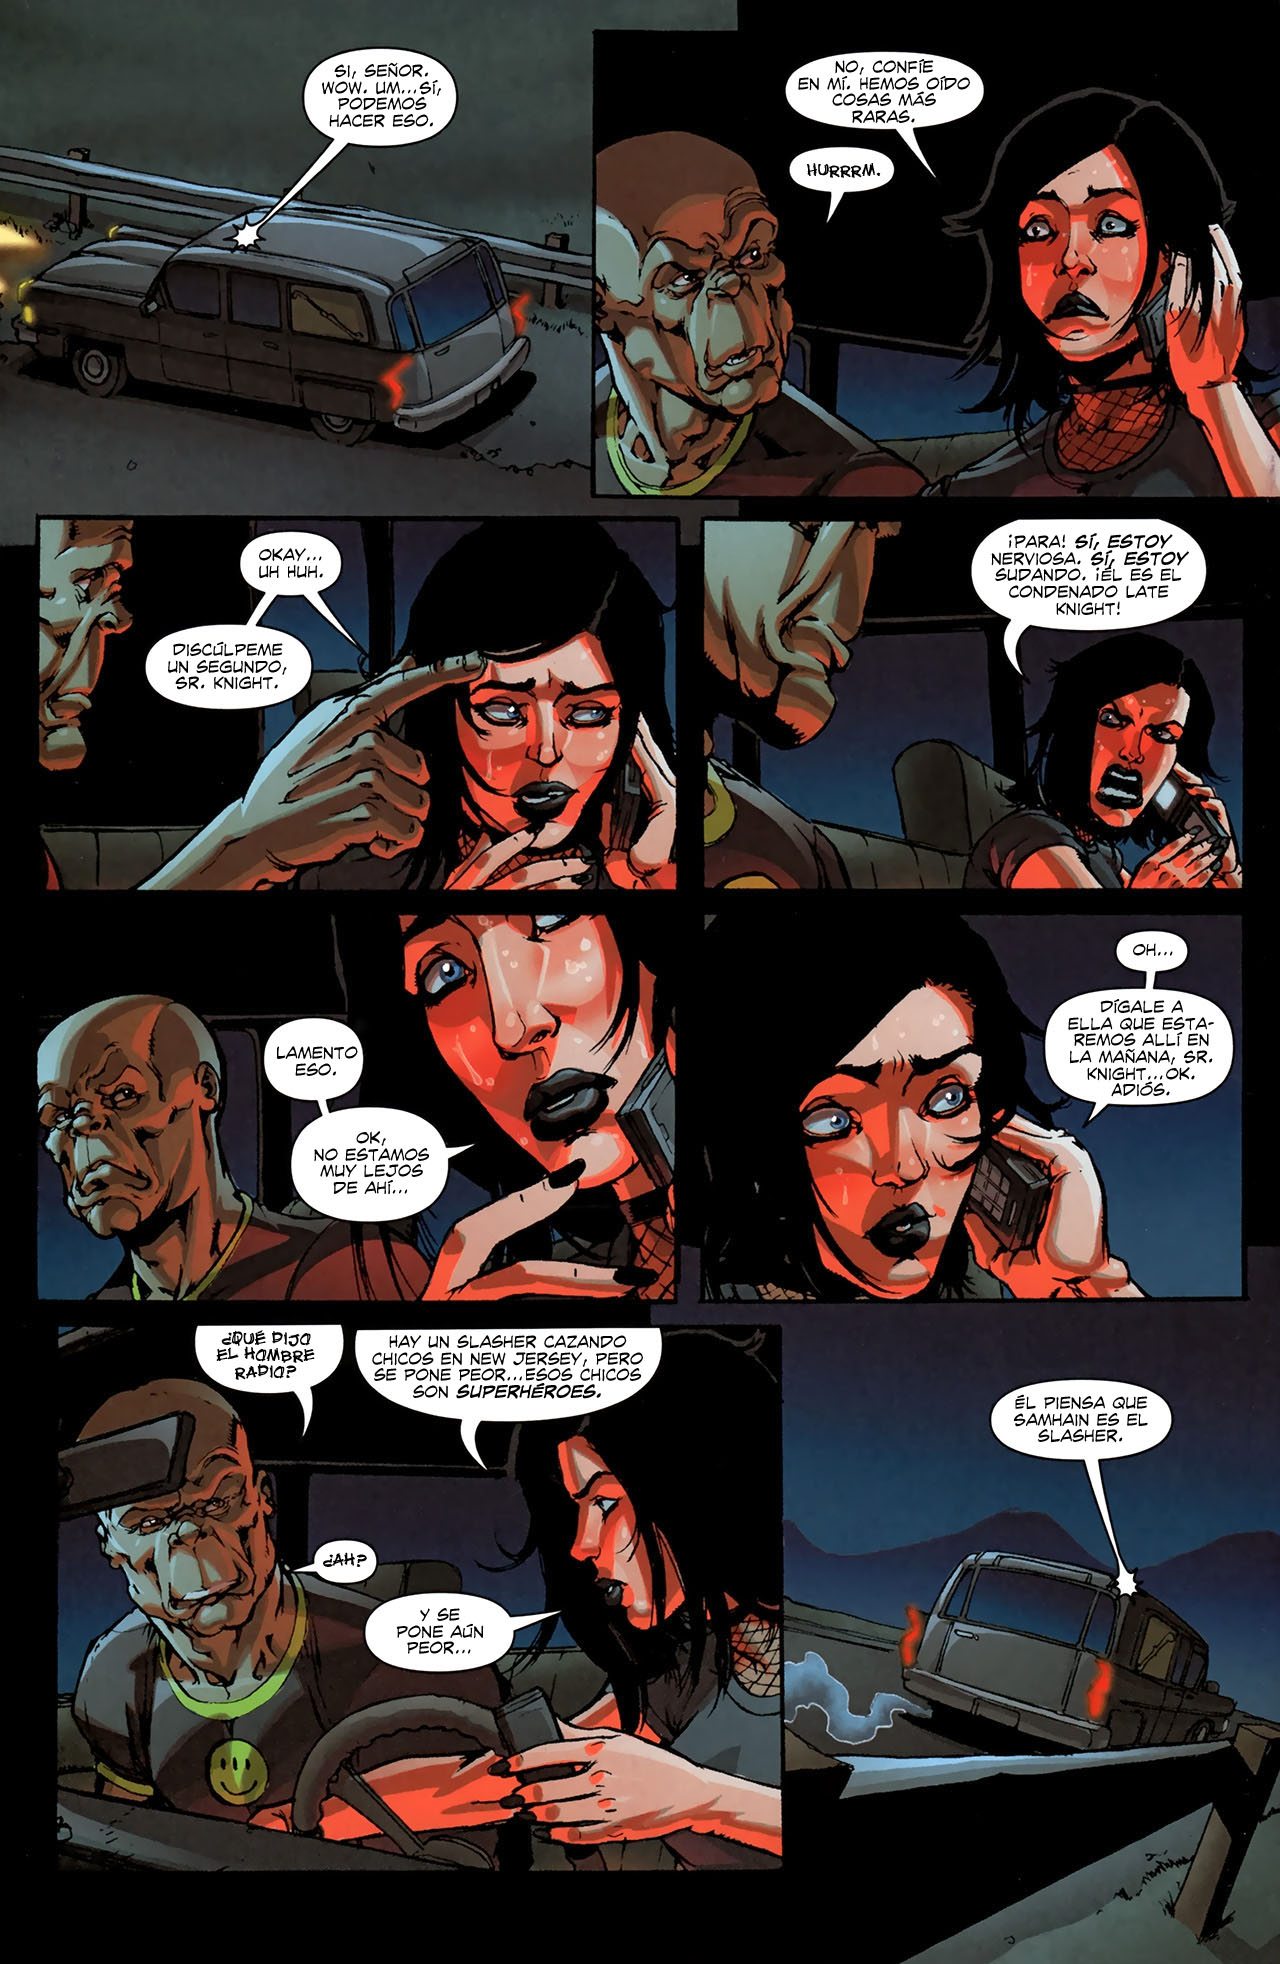 SI, SEÑOR.
WOW. UM...SÍ,
PODEMOS
HACER ESO.
NO, CONFÍE
EN MÍ. HEMOS OÍDO
COSAS MÁS
RARAS.
HURRRM.
OKAY...
UH HUH.
DISCÚLPEME
UN SEGUNDO,
SR. KNIGHT.
¡PARA! SÍ, ESTOY
NERVIOSA. SÍ, ESTOY
SUDANDO. ¡ÉL ES EL
CONDENADO LATE
KNIGHT!
LAMENTO
ESO.
OK,
NO ESTAMOS
MUY LEJOS
DE AHÍ...
OH...
DÍGALE A
ELLA QUE ESTA-
REMOS ALLÍ EN
LA MAÑANA, SR.
KNIGHT...OK.
ADIÓS.
¿QUÉ DIJO
EL HOMBRE
RADIO?
HAY UN SLASHER CAZANDO
CHICOS EN NEW JERSEY, PERO
SE PONE PEOR...ESOS CHICOS
SON SUPERHÉROES.
¿AH?
Y SE
PONE AÚN
PEOR...
ÉL PIENSA QUE
SAMHAIN ES EL
SLASHER.